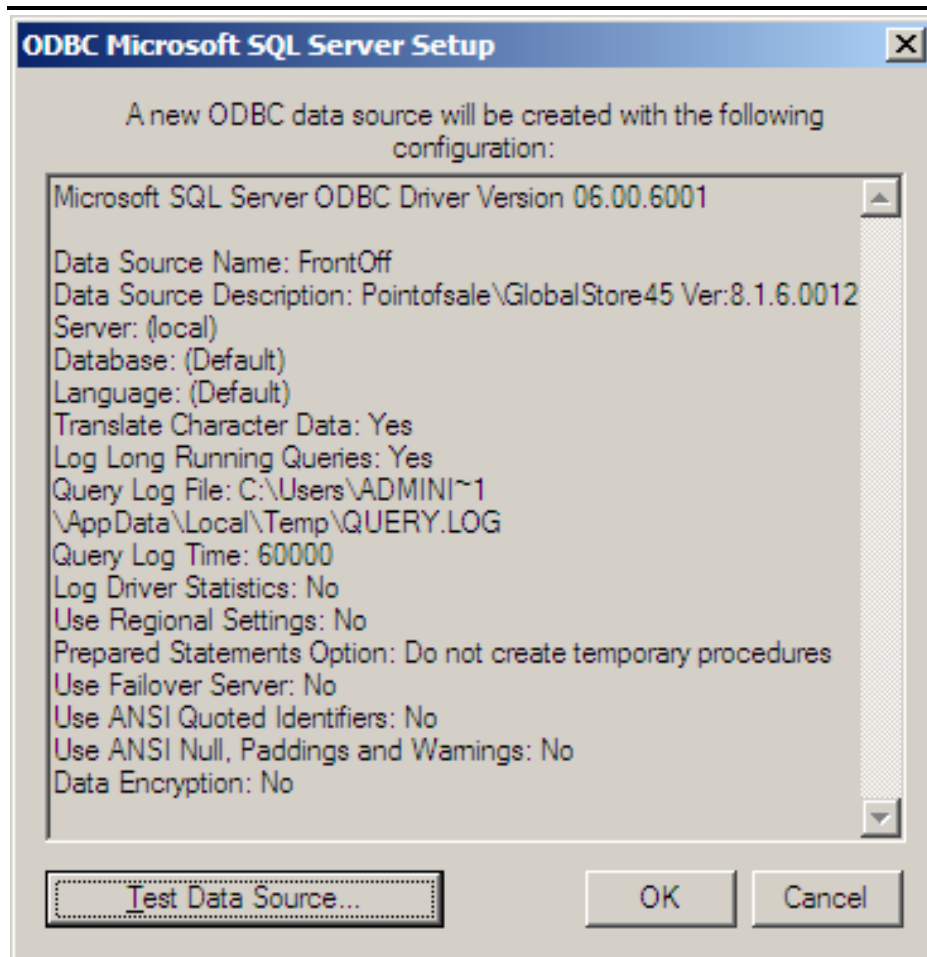 ODBC Microsoft SQL Server Setup
A new ODBC data source will be created with the following
configuration:
Microsoft SQL Server ODBC Driver Version 06.00.6001
Data Source Name: FrontOff
Data Source Description: Pointofsale\GlobalStore45 Ver:8.1.6.0012
Server: (local)
Database: (Default)
Language: (Default)
Translate Character Data: Yes
Log Long Running Queries: Yes
Query Log File: C:\Users\ADMINI~1
\AppData\Local\Temp\QUERY.LOG
Query Log Time: 60000
Log Driver Statistics: No
Use Regional Settings: No
Prepared Statements Option: Do not create temporary procedures
Use Failover Server: No
Use ANSI Quoted Identifiers: No
Use ANSI Null, Paddings and Warnings: No
Data Encryption: No
Test Data Source...
OK
Cancel